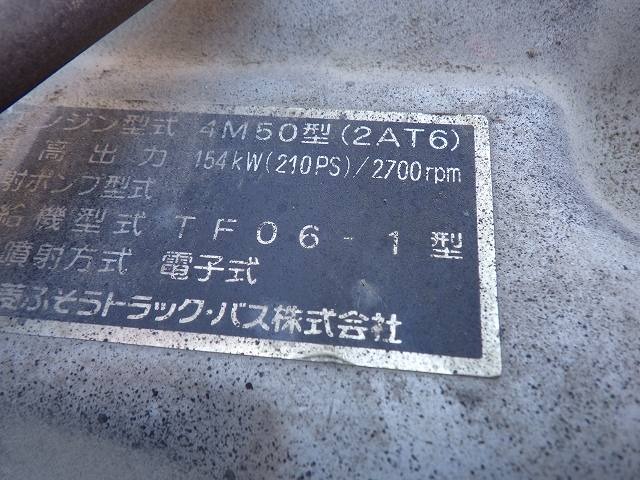 ンジン型式 4M50型(2AT6)
高出力 154kW(210PS)/2700rpm
射ポンプ型式
給機型式 TF06-1型
噴射方式 電子式
菱ふそうトラック・バス株式会社